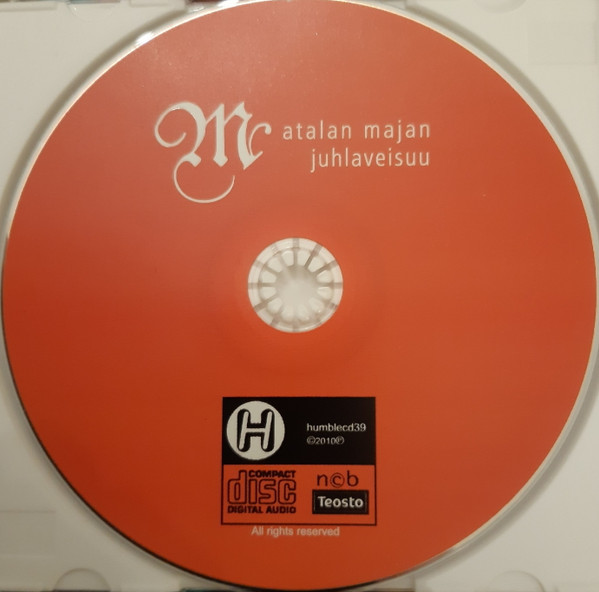 Matalan majan
juhlaveisuu
H
humblecd39
©2010℗
COMPACT
disc
DIGITAL AUDIO
ncb
Teosto
All rights reserved